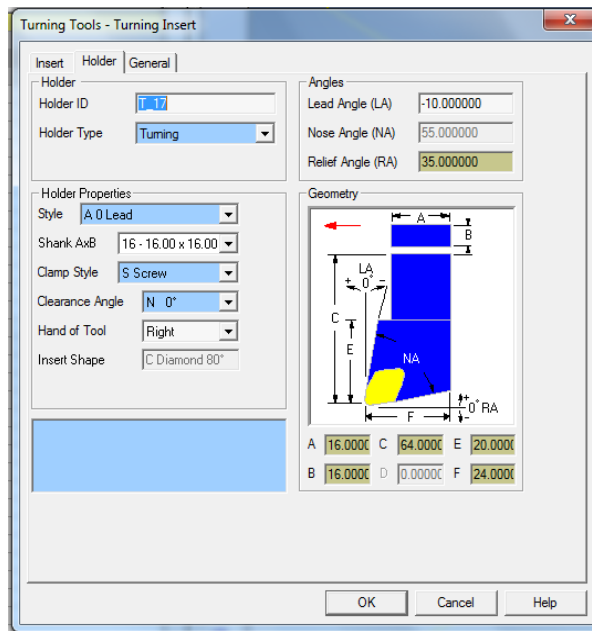 Turning Tools - Turning Insert
Insert Holder General
Holder
Holder ID T_17
Holder Type Turning
Angles
Lead Angle (LA) -10.000000
Nose Angle (NA) 55.000000
Relief Angle (RA) 35.000000
Holder Properties
Style A 0 Lead
Shank AxB 16 - 16.00 x 16.00
Clamp Style S Screw
Clearance Angle N 0°
Hand of Tool Right
Insert Shape C Diamond 80°
Geometry
A
B
LA
+ 0° -
C
E
NA
F
+
0° RA
-
A 16.0000 C 64.0000 E 20.0000
B 16.0000 D 0.00000 F 24.0000
OK Cancel Help